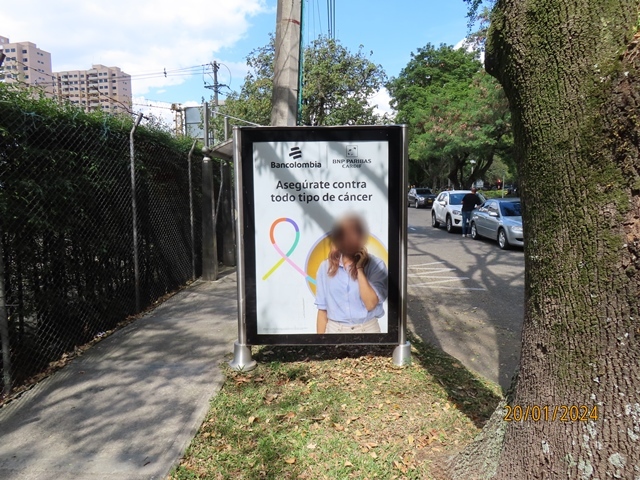 Bancolombia
BNP PARIBAS
CARDIF
Asegúrate contra
todo tipo de cáncer
20/01/2024